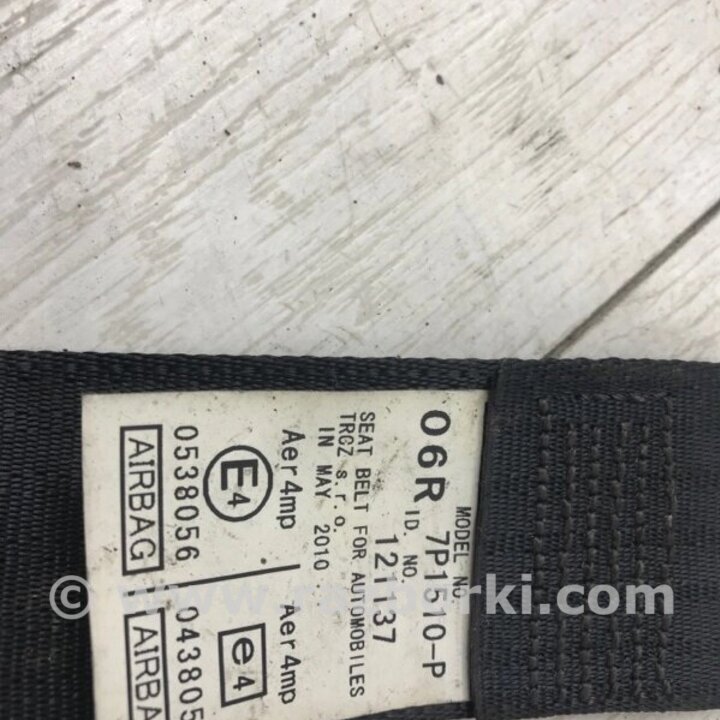 MODEL NO
06R 7P1510-P
ID. NO
121137
SEAT BELT FOR AUTOMOBILES
TRCZ s.r.o.
IN MAY 2010
Aer4mp Aer4mp
E4 e4
0538056 043805
AIRBAG AIRBA